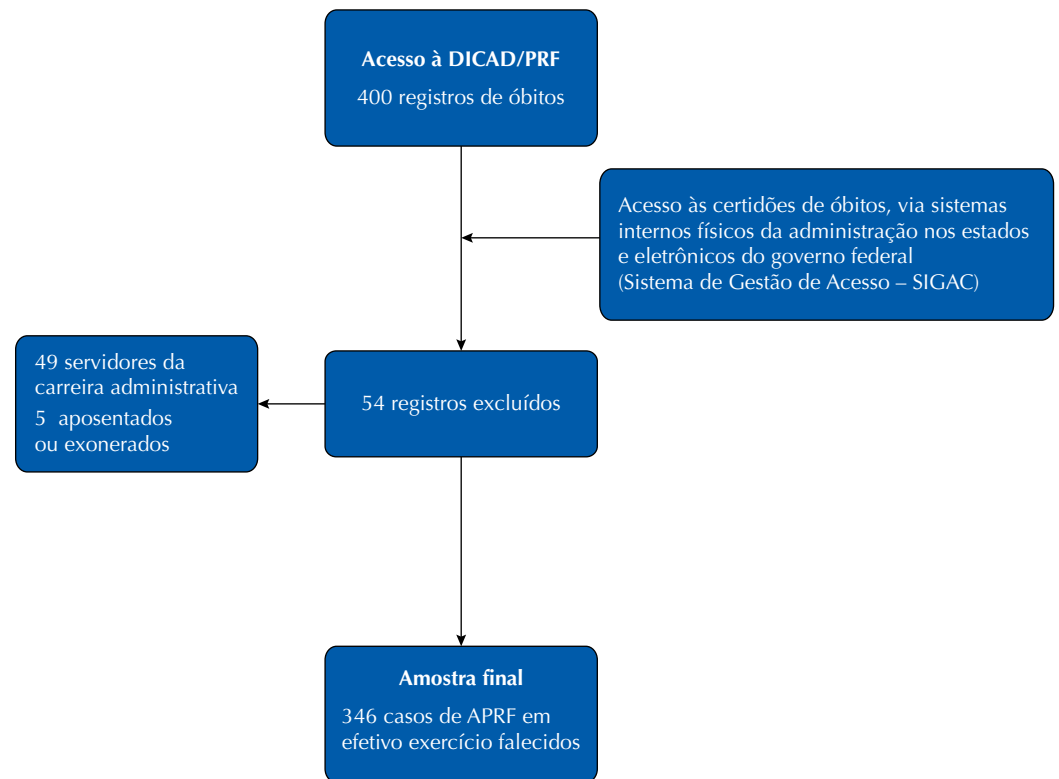 Acesso à DICAD/PRF
400 registros de óbitos
Acesso às certidões de óbitos, via sistemas
internos físicos da administração nos estados
e eletrônicos do governo federal
(Sistema de Gestão de Acesso – SIGAC)
49 servidores da
carreira administrativa
5 aposentados
ou exonerados
54 registros excluídos
Amostra final
346 casos de APRF em
efetivo exercício falecidos